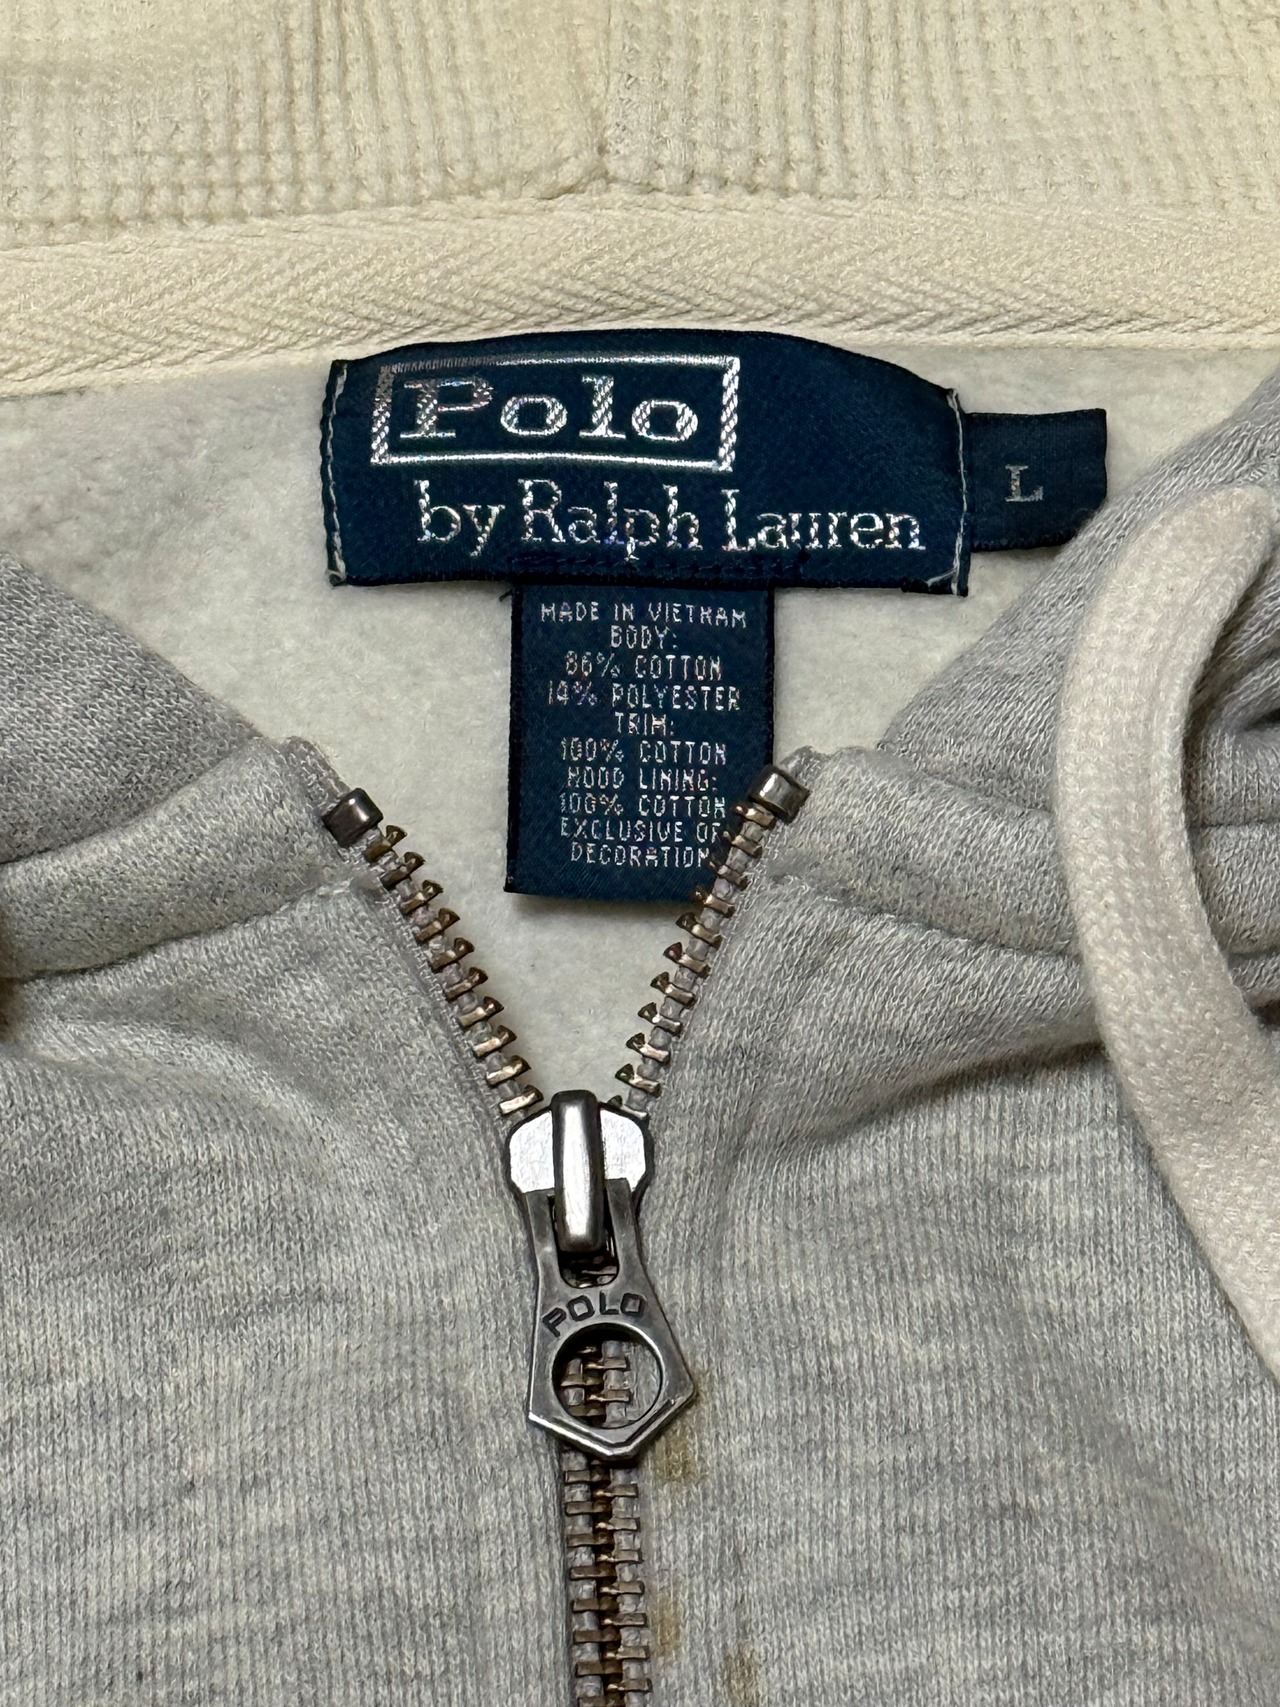 Polo
by Ralph Lauren
L
MADE IN VIETNAM
BODY:
86% COTTON
14% POLYESTER
TRIM:
100% COTTON
HOOD LINING:
100% COTTON
EXCLUSIVE OF
DECORATION
POLO